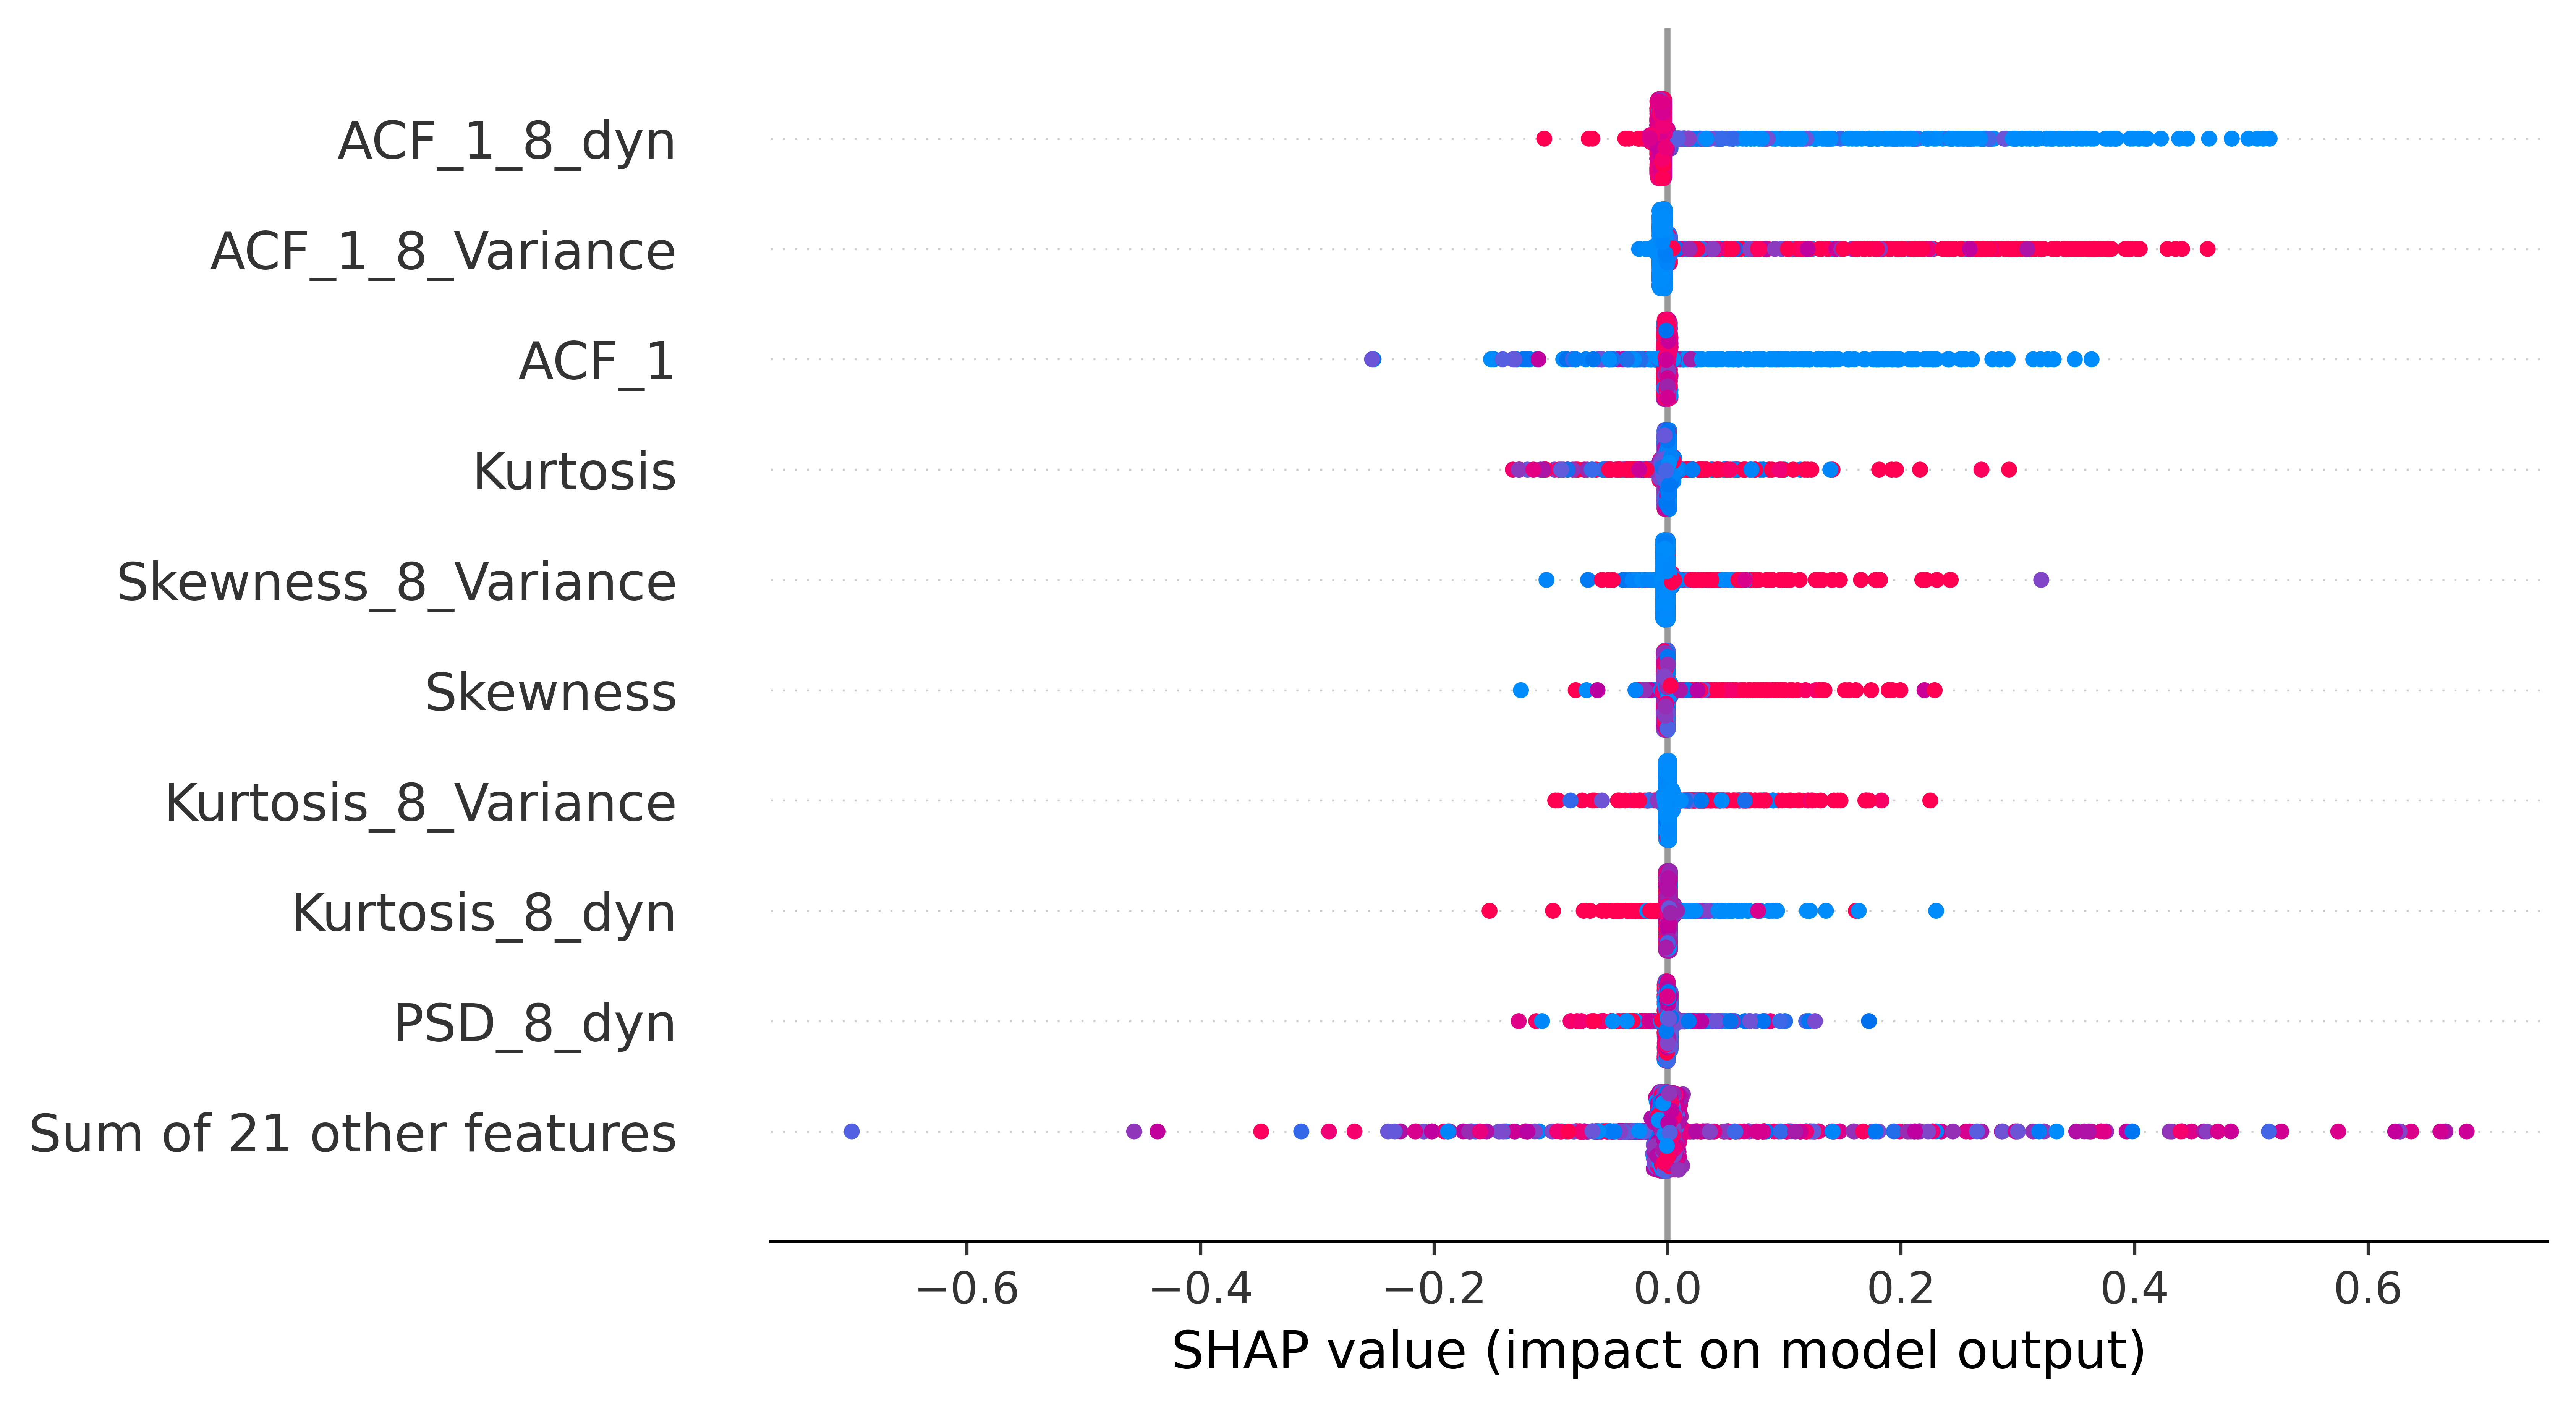 ACF_1_8_dyn
ACF_1_8_Variance
ACF_1
Kurtosis
Skewness_8_Variance
Skewness
Kurtosis_8_Variance
Kurtosis_8_dyn
PSD_8_dyn
Sum of 21 other features
−0.6 −0.4 −0.2 0.0 0.2 0.4 0.6
SHAP value (impact on model output)